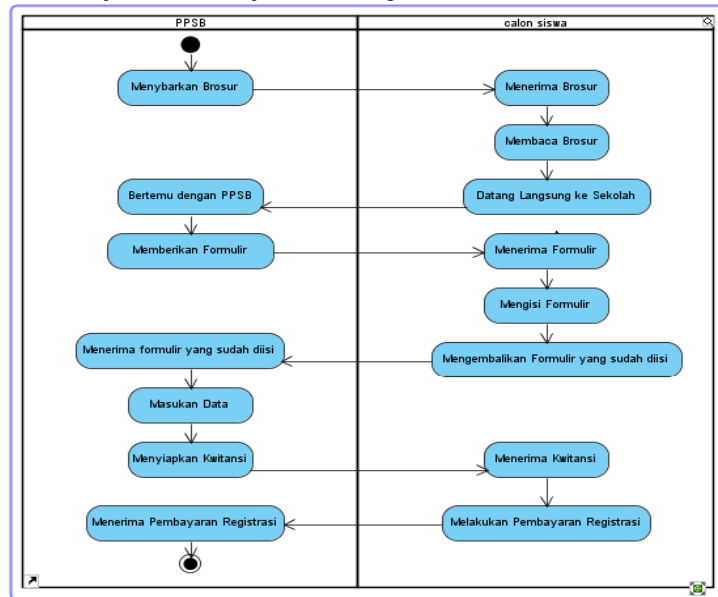 PPSB
calon siswa
Menybarkan Brosur
Menerima Brosur
Membaca Brosur
Bertemu dengan PPSB
Datang Langsung ke Sekolah
Memberikan Formulir
Menerima Formulir
Mengisi Formulir
Menerima formulir yang sudah diisi
Mengembalikan Formulir yang sudah diisi
Masukan Data
Menyiapkan Kwitansi
Menerima Kwitansi
Menerima Pembayaran Registrasi
Melakukan Pembayaran Registrasi